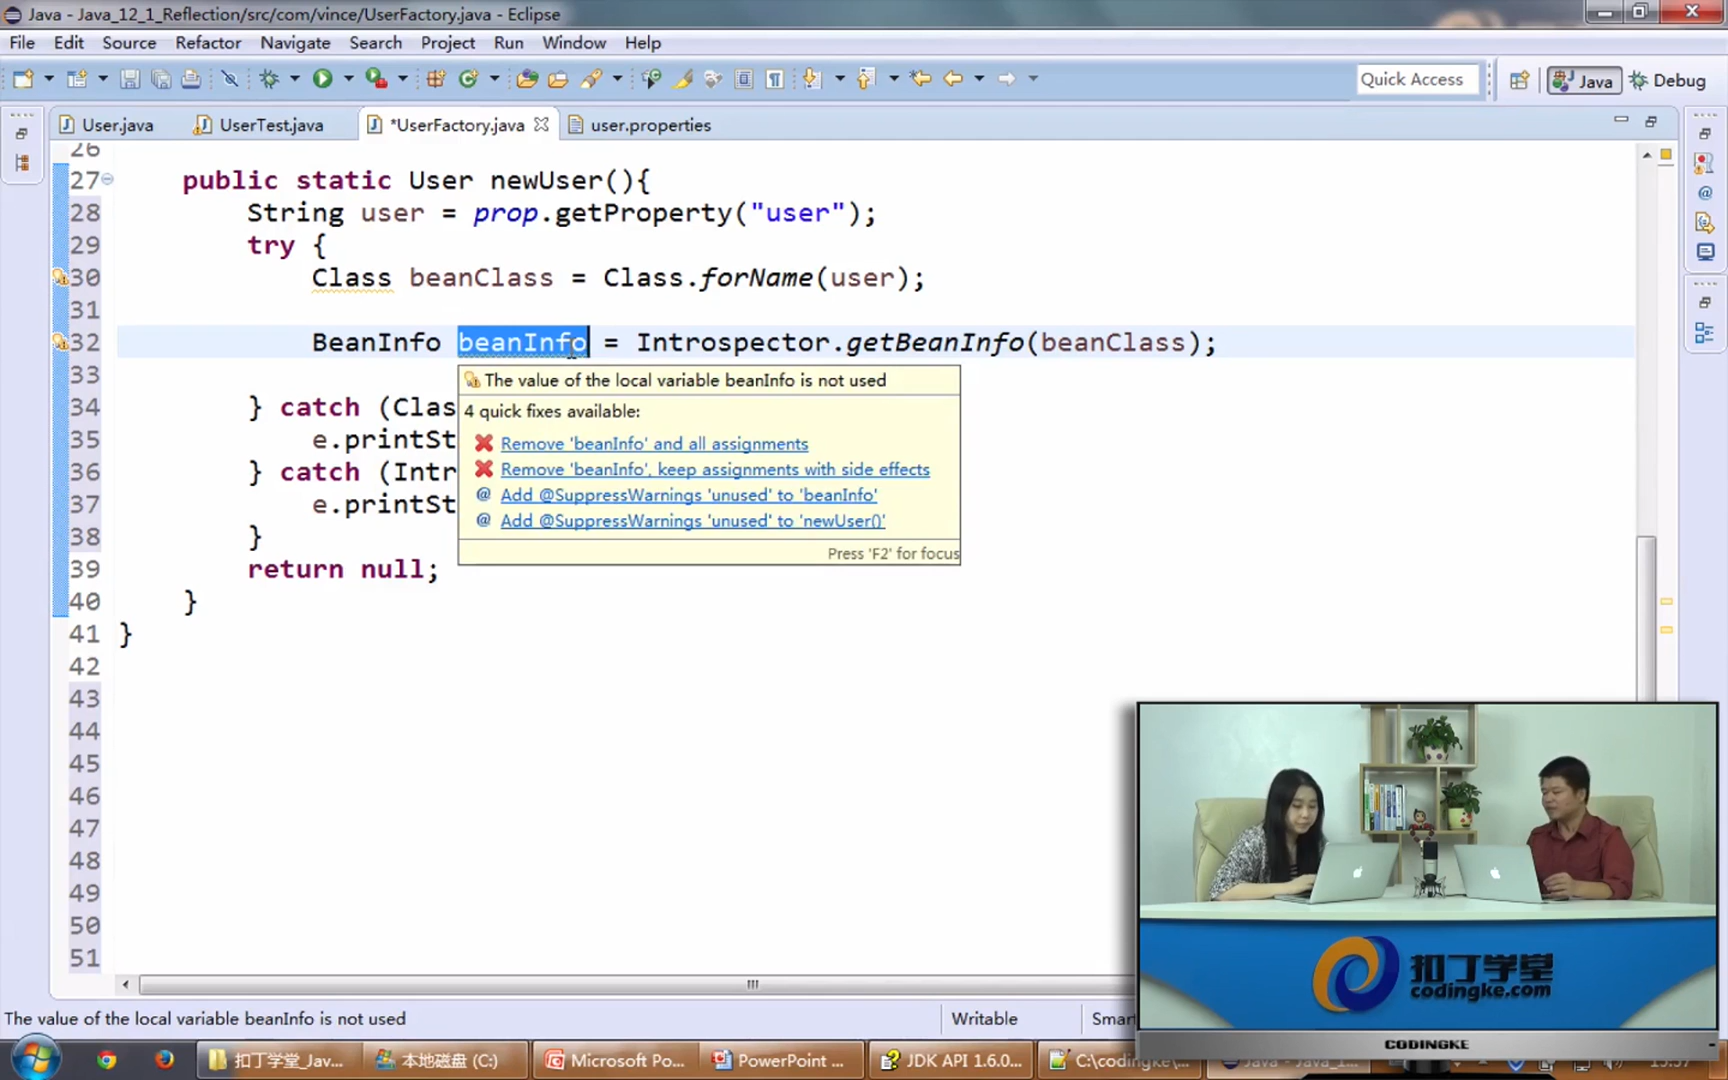 Java - Java_12_1_Reflection/src/com/vince/UserFactory.java - Eclipse
File Edit Source Refactor Navigate Search Project Run Window Help
Quick Access Java Debug
User.java UserTest.java *UserFactory.java user.properties
26
27 public static User newUser(){
28 String user = prop.getProperty("user");
29 try {
30 Class beanClass = Class.forName(user);
31
32 BeanInfo beanInfo = Introspector.getBeanInfo(beanClass);
33
The value of the local variable beanInfo is not used
4 quick fixes available:
Remove 'beanInfo' and all assignments
Remove 'beanInfo', keep assignments with side effects
@ Add @SuppressWarnings 'unused' to 'beanInfo'
@ Add @SuppressWarnings 'unused' to 'newUser()'
Press 'F2' for focus
34 } catch (Clas
35 e.printSt
36 } catch (Intr
37 e.printSt
38 }
39 return null;
40 }
41 }
42
43
44
45
46
47
48
49
50
51
扣丁学堂
codingke.com
CODINGKE
The value of the local variable beanInfo is not used Writable Smar
扣丁学堂_Jav... 本地磁盘 (C:) Microsoft Po... PowerPoint ... JDK API 1.6.0... C:\codingke\...